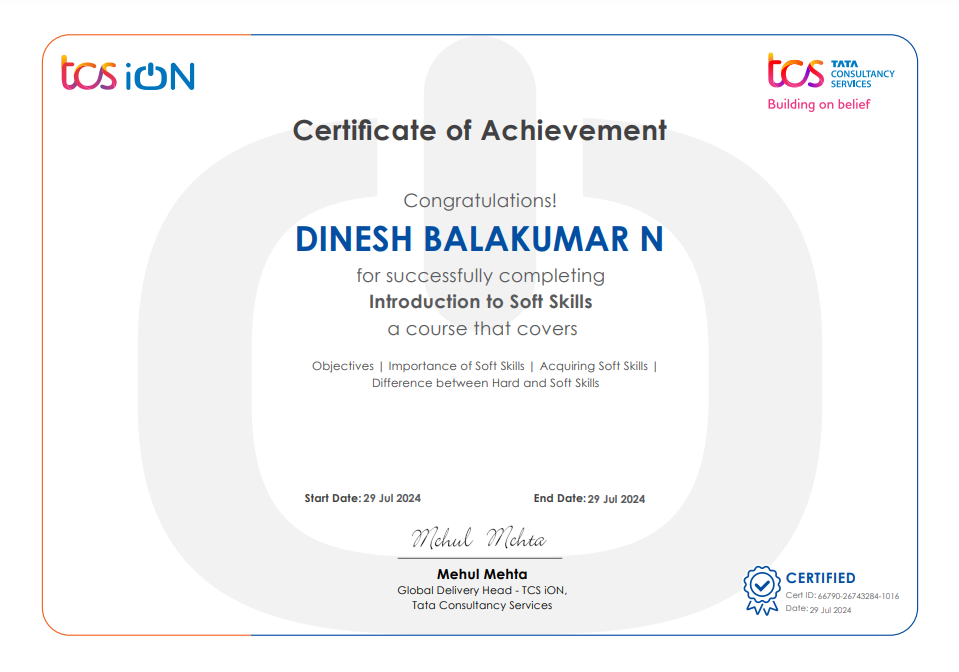 tcs iON
tcs TATA
CONSULTANCY
SERVICES
Building on belief
Certificate of Achievement
Congratulations!
DINESH BALAKUMAR N
for successfully completing
Introduction to Soft Skills
a course that covers
Objectives | Importance of Soft Skills | Acquiring Soft Skills |
Difference between Hard and Soft Skills
Start Date: 29 Jul 2024
End Date: 29 Jul 2024
Mehul Mehta
Mehul Mehta
Global Delivery Head - TCS iON,
Tata Consultancy Services
CERTIFIED
Cert ID: 66790-26743284-1016
Date: 29 Jul 2024